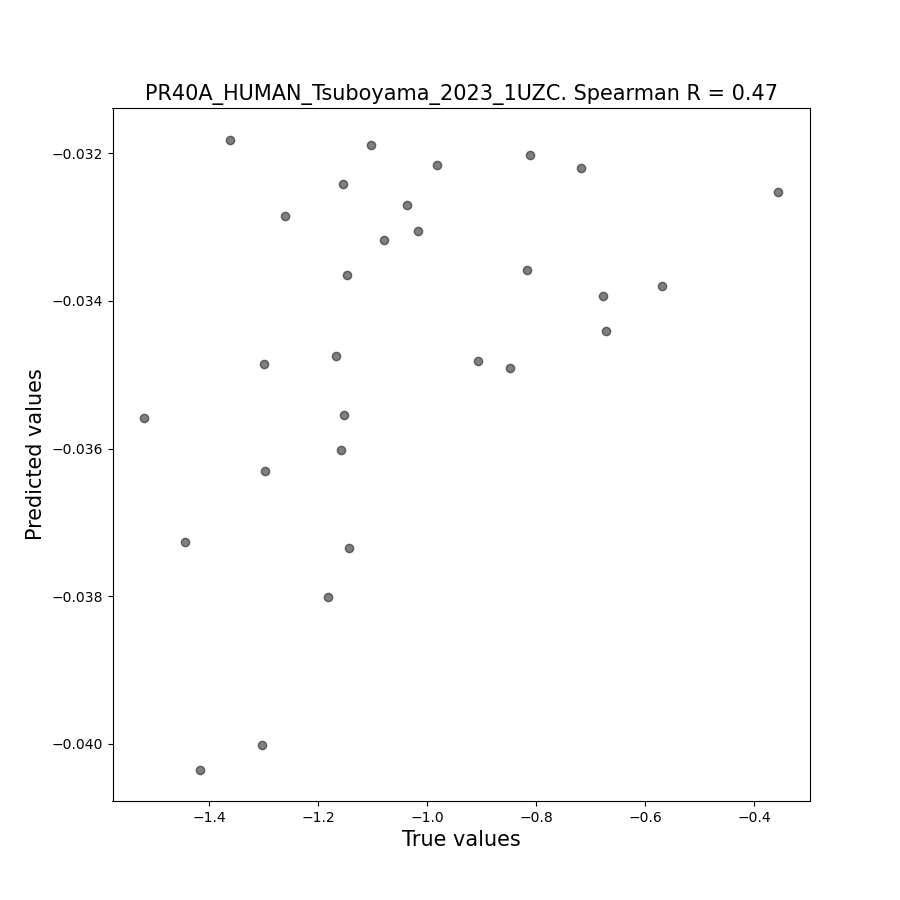 PR40A_HUMAN_Tsuboyama_2023_1UZC. Spearman R = 0.47
−0.032
−0.034
−0.036
−0.038
−0.040
Predicted values
−1.4 −1.2 −1.0 −0.8 −0.6 −0.4
True values